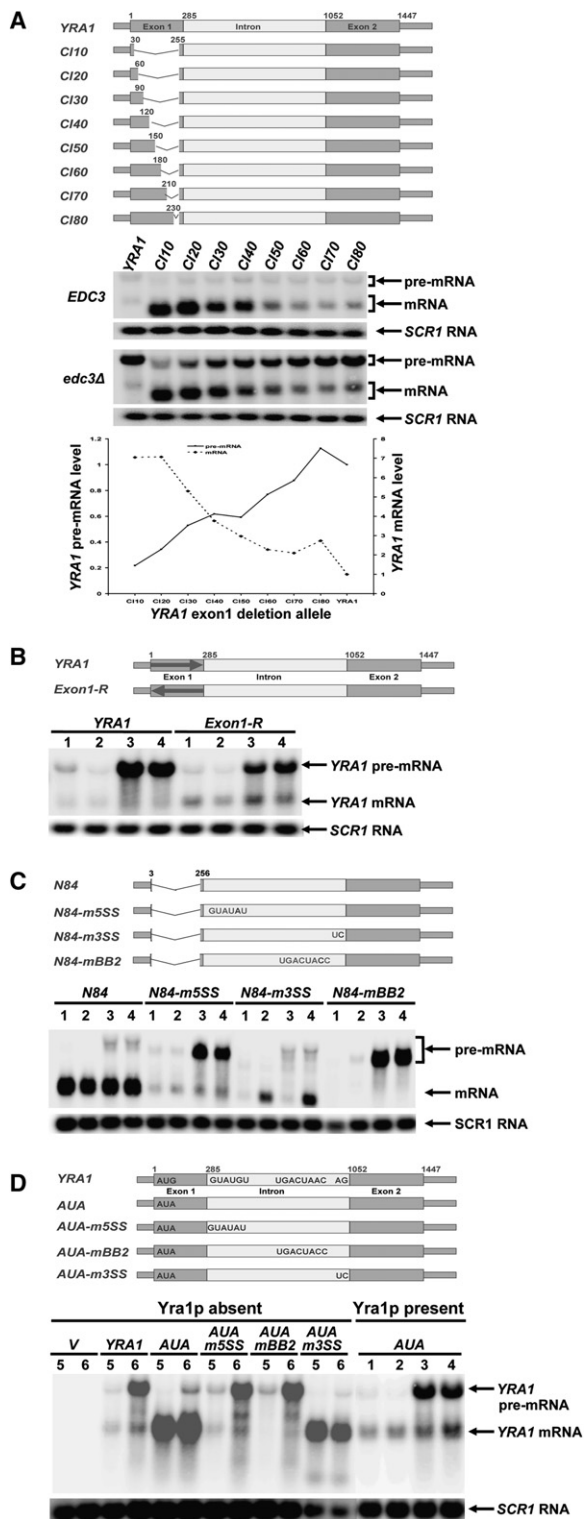 A
1 285 1052 1447
YRA1 Exon 1 Intron Exon 2
30 255
CI10
60
CI20
90
CI30
120
CI40
150
CI50
180
CI60
210
CI70
230
CI80
YRA1 CI10 CI20 CI30 CI40 CI50 CI60 CI70 CI80
EDC3
pre-mRNA
mRNA
SCR1 RNA
edc3Δ
pre-mRNA
mRNA
SCR1 RNA
YRA1 pre-mRNA level
1.2
1
0.8
0.6
0.4
0.2
0
pre-mRNA
mRNA
8
7
6
5
4
3
2
1
0
YRA1 mRNA level
CI10 CI20 CI30 CI40 CI50 CI60 CI70 CI80 YRA1
YRA1 exon1 deletion allele
B
1 285 1052 1447
YRA1
Exon 1 Intron Exon 2
Exon1-R
YRA1 Exon1-R
1 2 3 4 1 2 3 4
YRA1 pre-mRNA
YRA1 mRNA
SCR1 RNA
C
3 256
N84
N84-m5SS GUAUAU
N84-m3SS UC
N84-mBB2 UGACUACC
N84 N84-m5SS N84-m3SS N84-mBB2
1 2 3 4 1 2 3 4 1 2 3 4 1 2 3 4
pre-mRNA
mRNA
SCR1 RNA
D
1 285 1052 1447
YRA1 AUG GUAUGU UGACUAAC AG
Exon 1 Intron Exon 2
AUA AUA
AUA-m5SS AUA GUAUAU
AUA-mBB2 AUA UGACUACC
AUA-m3SS AUA UC
Yra1p absent Yra1p present
V YRA1 AUA AUA m5SS AUA mBB2 AUA m3SS AUA
5 6 5 6 5 6 5 6 5 6 5 6 1 2 3 4
YRA1 pre-mRNA
YRA1 mRNA
SCR1 RNA